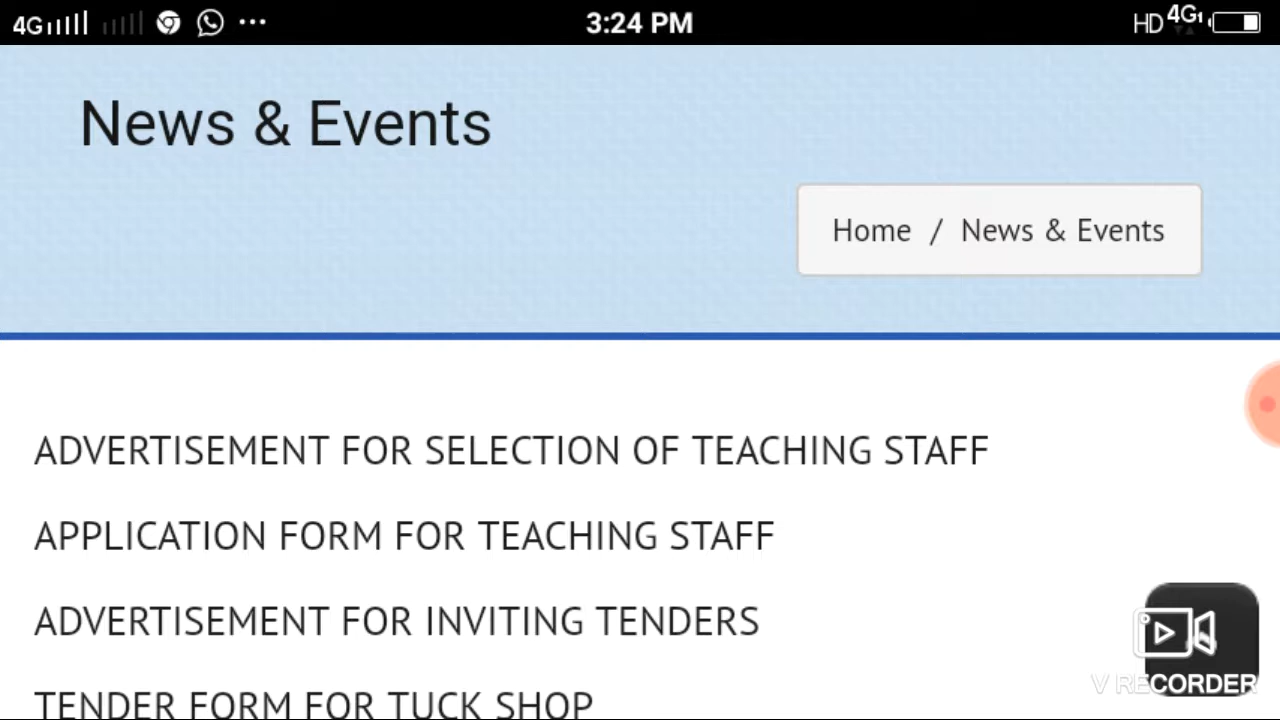 4G 3:24 PM HD 4G
News & Events
Home / News & Events
ADVERTISEMENT FOR SELECTION OF TEACHING STAFF
APPLICATION FORM FOR TEACHING STAFF
ADVERTISEMENT FOR INVITING TENDERS
TENDER FORM FOR TUCK SHOP
V RECORDER